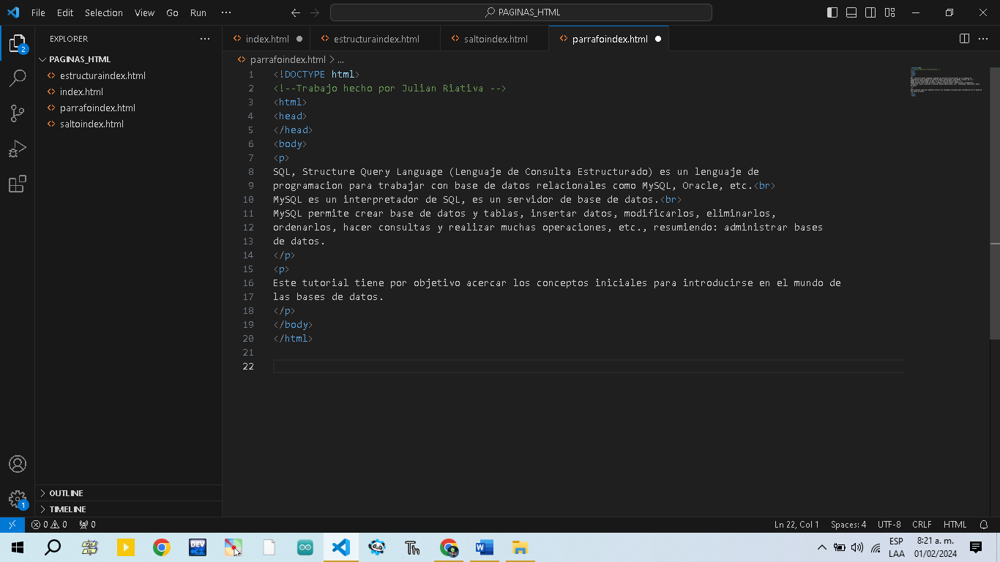 File Edit Selection View Go Run ··· PAGINAS_HTML
EXPLORER ···
PAGINAS_HTML
estructuraindex.html
index.html
parrafoindex.html
saltoindex.html
2
index.html estructuraindex.html saltoindex.html parrafoindex.html
parrafoindex.html > ...
1 <!DOCTYPE html>
2 <!--Trabajo hecho por Julian Riativa -->
3 <html>
4 <head>
5 </head>
6 <body>
7 <p>
8 SQL, Structure Query Language (Lenguaje de Consulta Estructurado) es un lenguaje de
9 programacion para trabajar con base de datos relacionales como MySQL, Oracle, etc.<br>
10 MySQL es un interpretador de SQL, es un servidor de base de datos.<br>
11 MySQL permite crear base de datos y tablas, insertar datos, modificarlos, eliminarlos,
12 ordenarlos, hacer consultas y realizar muchas operaciones, etc., resumiendo: administrar bases
13 de datos.
14 </p>
15 <p>
16 Este tutorial tiene por objetivo acercar los conceptos iniciales para introducirse en el mundo de
17 las bases de datos.
18 </p>
19 </body>
20 </html>
21
22
1
OUTLINE
TIMELINE
0 0 0 Ln 22, Col 1 Spaces: 4 UTF-8 CRLF HTML
DEV
Th
W
ESP
LAA
8:21 a. m.
01/02/2024